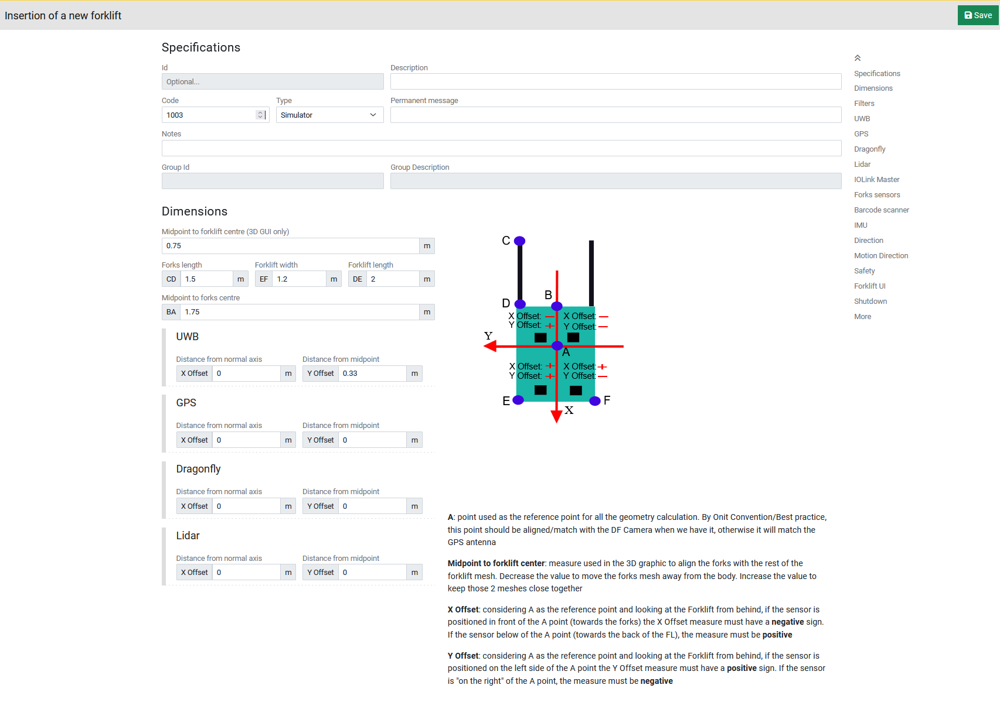 Insertion of a new forklift
Save
Specifications
Id
Description
Optional...
Code
Type
Permanent message
1003
Simulator
Notes
Group Id
Group Description
Dimensions
Midpoint to forklift centre (3D GUI only)
0.75 m
Forks length
Forklift width
Forklift length
CD 1.5 m
EF 1.2 m
DE 2 m
Midpoint to forks centre
BA 1.75 m
UWB
Distance from normal axis
Distance from midpoint
X Offset 0 m
Y Offset 0.33 m
GPS
Distance from normal axis
Distance from midpoint
X Offset 0 m
Y Offset 0 m
Dragonfly
Distance from normal axis
Distance from midpoint
X Offset 0 m
Y Offset 0 m
Lidar
Distance from normal axis
Distance from midpoint
X Offset 0 m
Y Offset 0 m
C
B
D
X Offset: —
X Offset: —
Y Offset: +
Y Offset: —
Y
A
X Offset: +
X Offset: +
Y Offset: +
Y Offset: —
E
F
X
A: point used as the reference point for all the geometry calculation. By Onit Convention/Best practice,
this point should be aligned/match with the DF Camera when we have it, otherwise it will match the
GPS antenna
Midpoint to forklift center: measure used in the 3D graphic to align the forks with the rest of the
forklift mesh. Decrease the value to move the forks mesh away from the body. Increase the value to
keep those 2 meshes close together
X Offset: considering A as the reference point and looking at the Forklift from behind, if the sensor is
positioned in front of the A point (towards the forks) the X Offset measure must have a negative sign.
If the sensor below of the A point (towards the back of the FL), the measure must be positive
Y Offset: considering A as the reference point and looking at the Forklift from behind, if the sensor is
positioned on the left side of the A point the Y Offset measure must have a positive sign. If the sensor
is "on the right" of the A point, the measure must be negative
Specifications
Dimensions
Filters
UWB
GPS
Dragonfly
Lidar
IOLink Master
Forks sensors
Barcode scanner
IMU
Direction
Motion Direction
Safety
Forklift UI
Shutdown
More